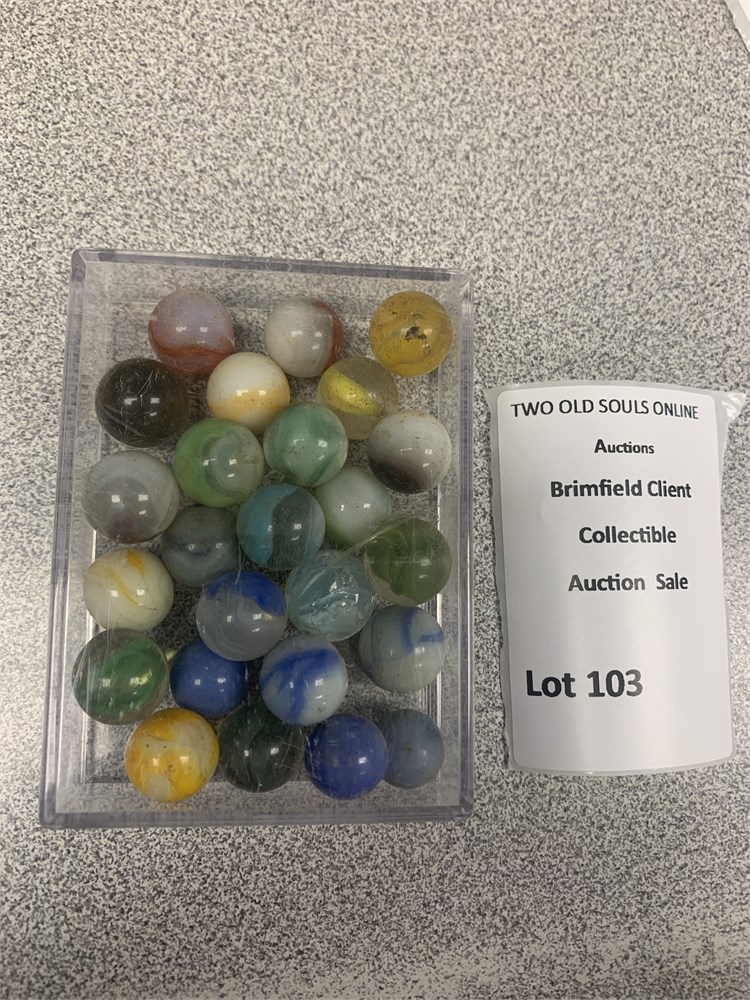 TWO OLD SOULS ONLINE
Auctions
Brimfield Client
Collectible
Auction Sale
Lot 103